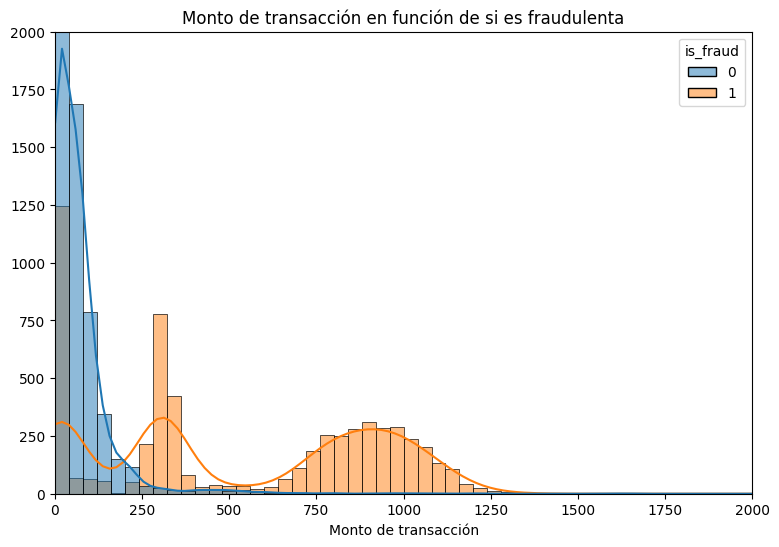 Monto de transacción en función de si es fraudulenta
is_fraud
0
1
2000
1750
1500
1250
1000
750
500
250
0
0 250 500 750 1000 1250 1500 1750 2000
Monto de transacción